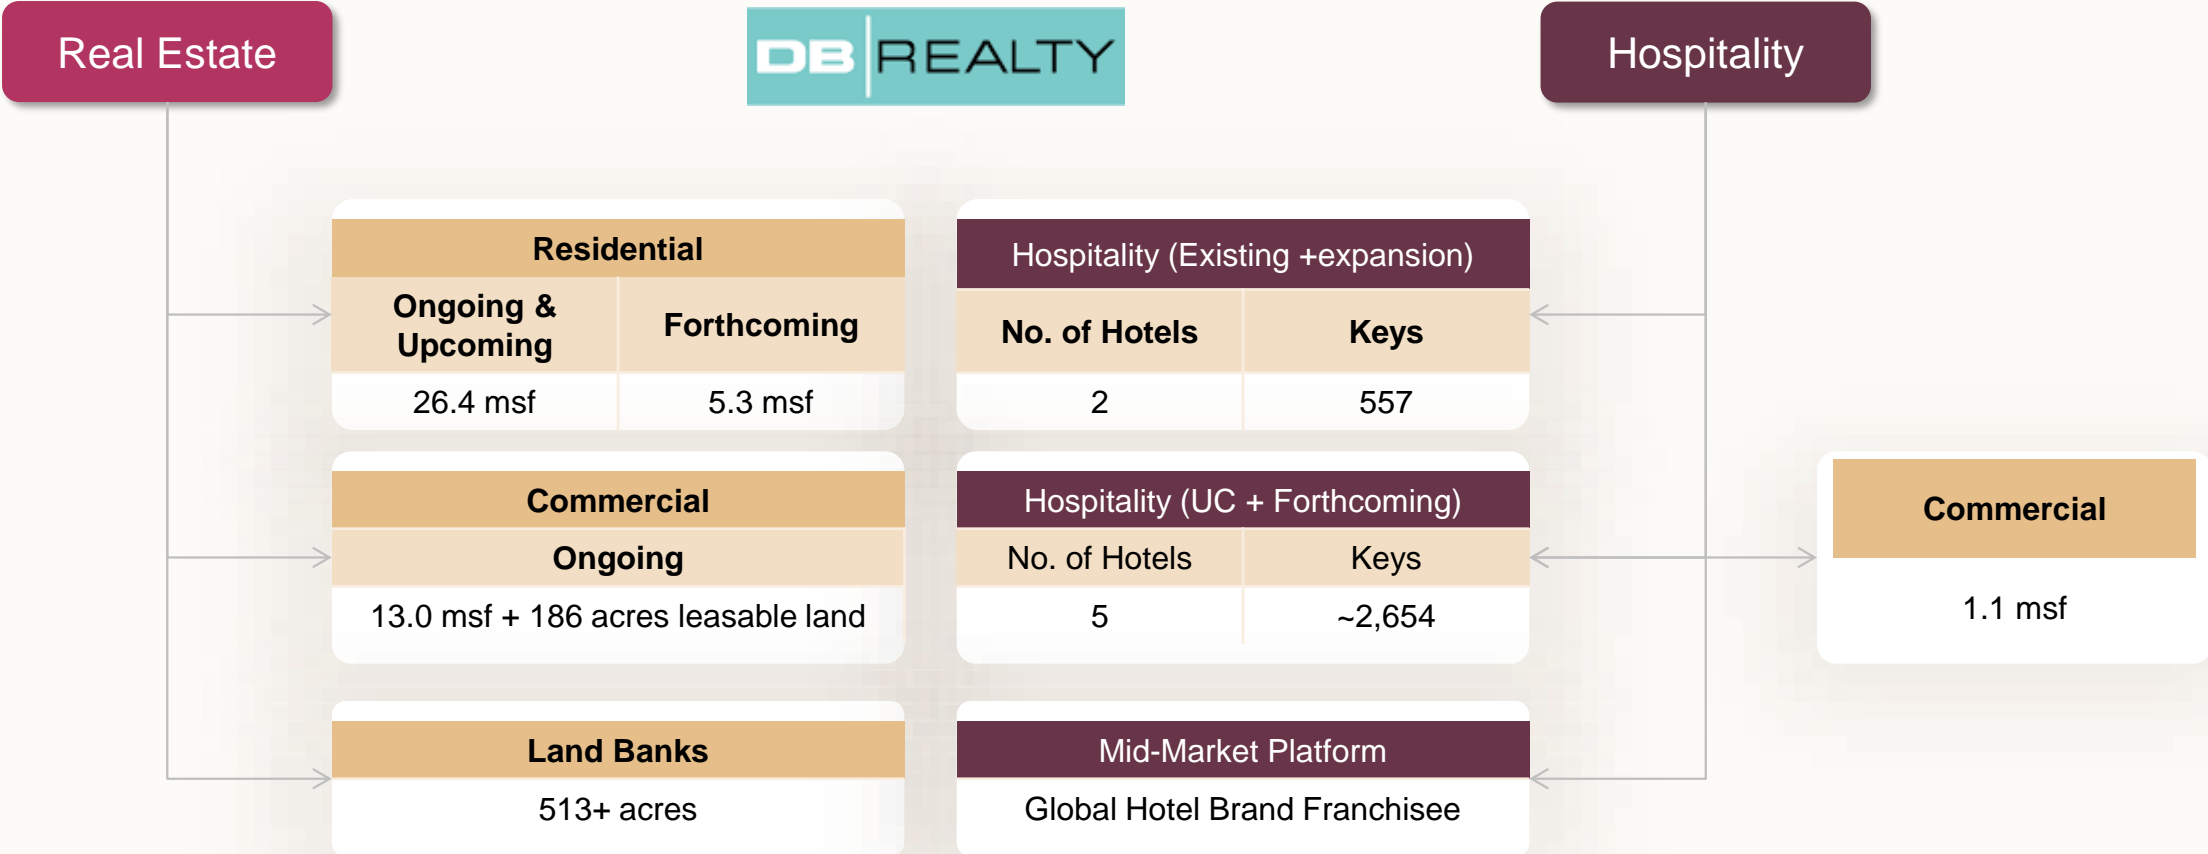 Real Estate
DB REALTY
Hospitality
Residential
Ongoing &
Upcoming
Forthcoming
26.4 msf
5.3 msf
Hospitality (Existing +expansion)
No. of Hotels
Keys
2
557
Commercial
Ongoing
13.0 msf + 186 acres leasable land
Hospitality (UC + Forthcoming)
No. of Hotels
Keys
5
~2,654
Commercial
1.1 msf
Land Banks
513+ acres
Mid-Market Platform
Global Hotel Brand Franchisee